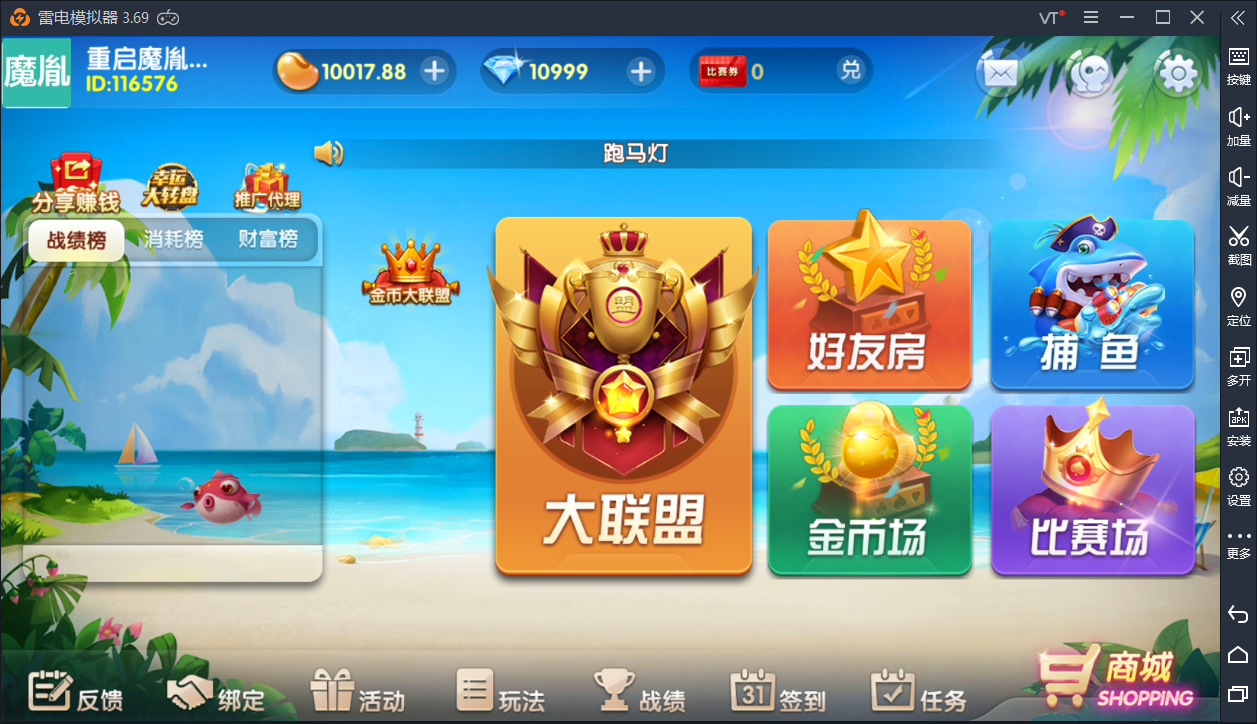 雷电模拟器 3.69
VT
魔胤
重启魔胤...
ID:116576
10017.88
10999
比赛券
0
兑
跑马灯
分享赚钱
幸运
大转盘
推广代理
战绩榜
消耗榜
财富榜
金币大联盟
盟
大联盟
好友房
捕鱼
金币场
比赛场
反馈
绑定
活动
玩法
战绩
31
签到
任务
商城
SHOPPING
按键
加量
减量
截图
定位
多开
APK
安装
设置
更多